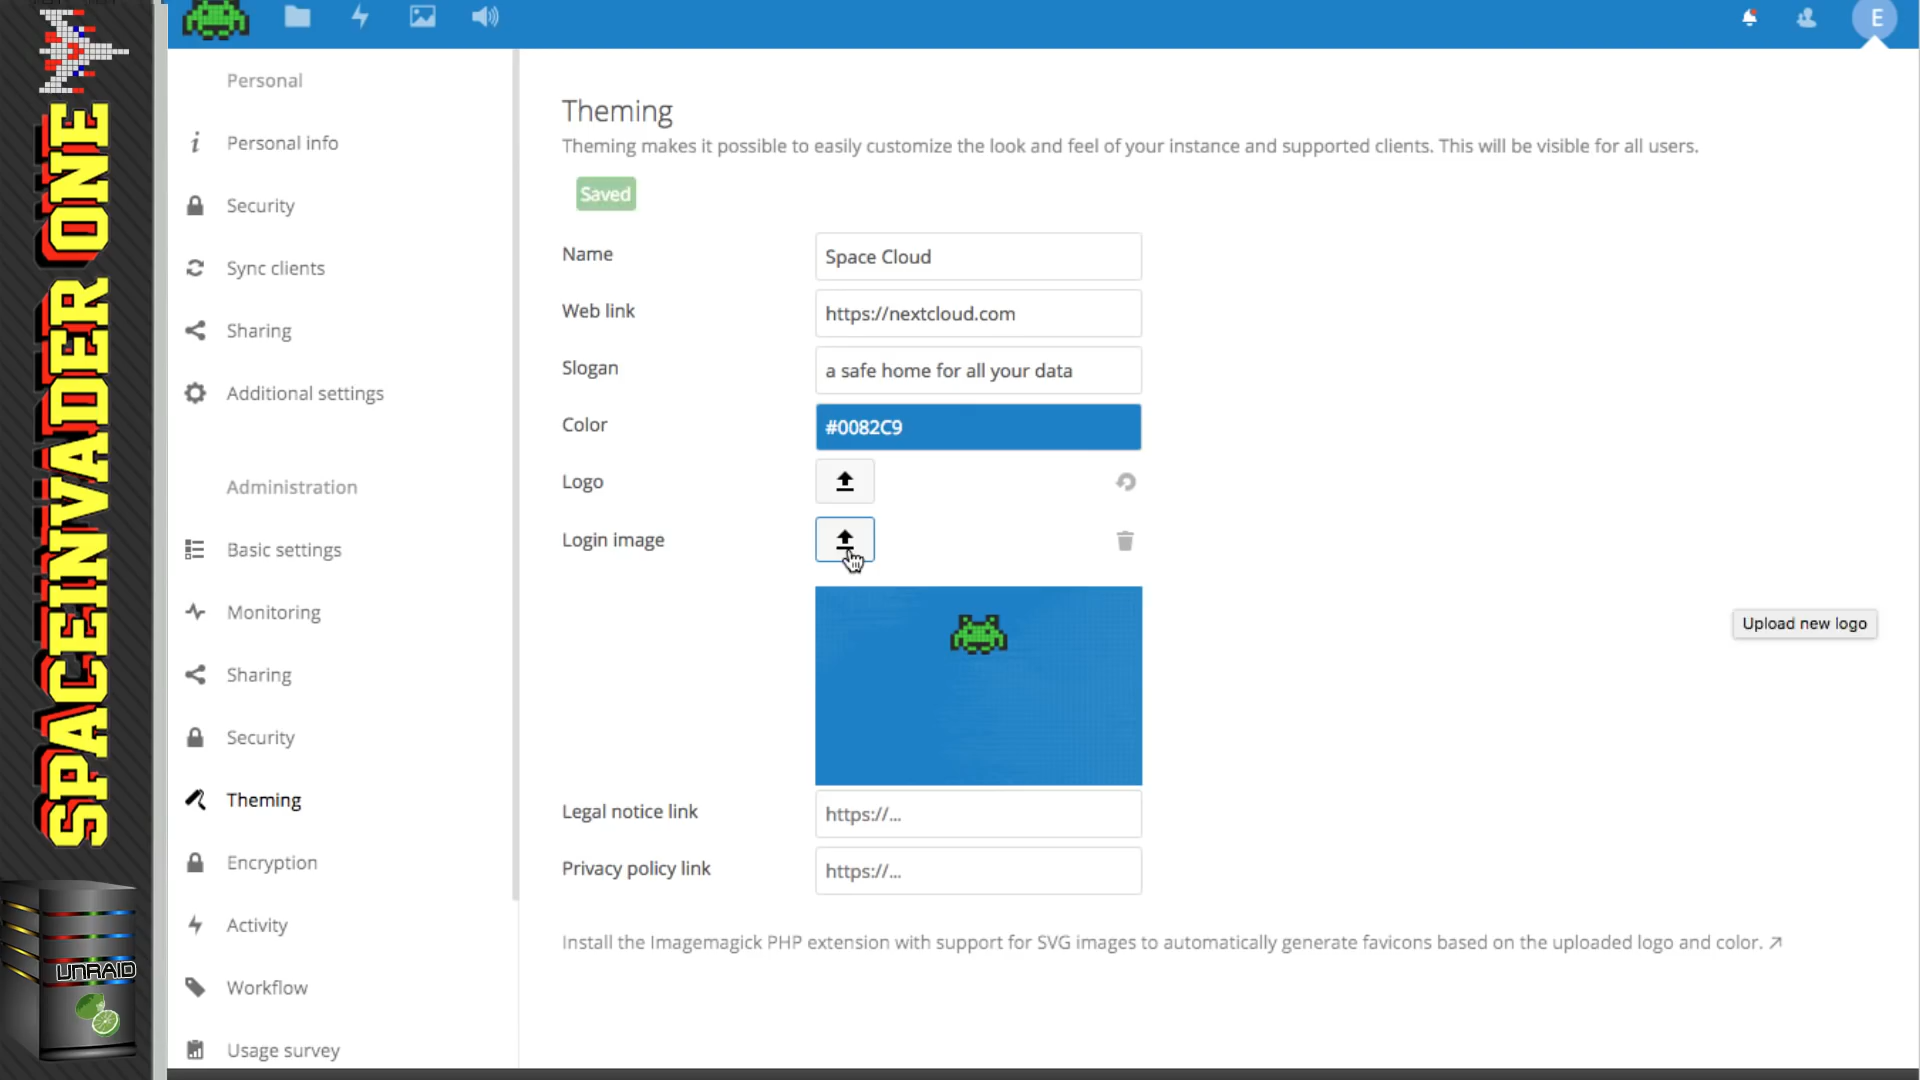 SPACEINVADER ONE
UNRAID
E
Personal
Personal info
Security
Sync clients
Sharing
Additional settings
Administration
Basic settings
Monitoring
Sharing
Security
Theming
Encryption
Activity
Workflow
Usage survey
Theming
Theming makes it possible to easily customize the look and feel of your instance and supported clients. This will be visible for all users.
Saved
Name
Space Cloud
Web link
https://nextcloud.com
Slogan
a safe home for all your data
Color
#0082C9
Logo
Login image
Upload new logo
Legal notice link
https://...
Privacy policy link
https://...
Install the Imagemagick PHP extension with support for SVG images to automatically generate favicons based on the uploaded logo and color. ↗